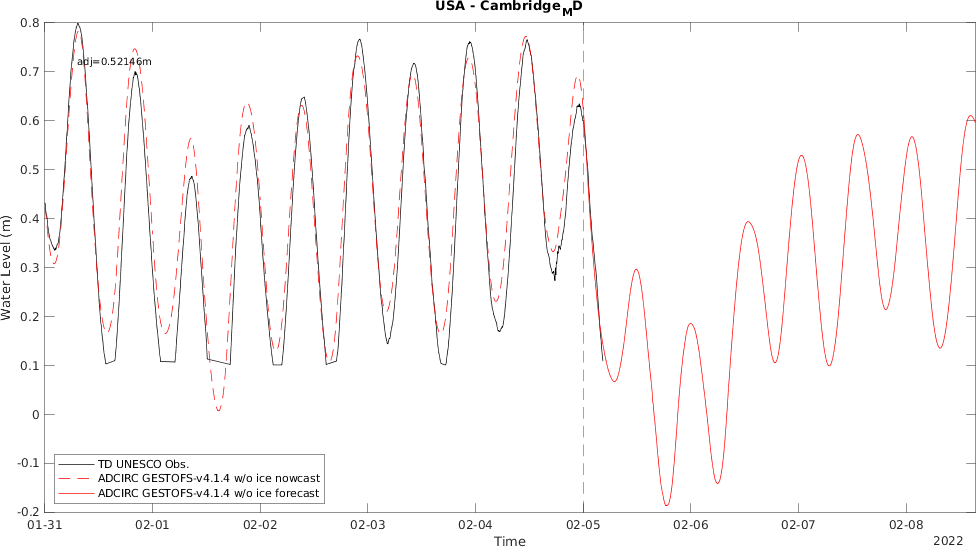 USA - Cambridge_MD
0.8
0.7
0.6
0.5
0.4
0.3
0.2
0.1
0
-0.1
-0.2
Water Level (m)
adj=0.52146m
TD UNESCO Obs.
ADCIRC GESTOFS-v4.1.4 w/o ice nowcast
ADCIRC GESTOFS-v4.1.4 w/o ice forecast
01-31 02-01 02-02 02-03 02-04 02-05 02-06 02-07 02-08
Time
2022